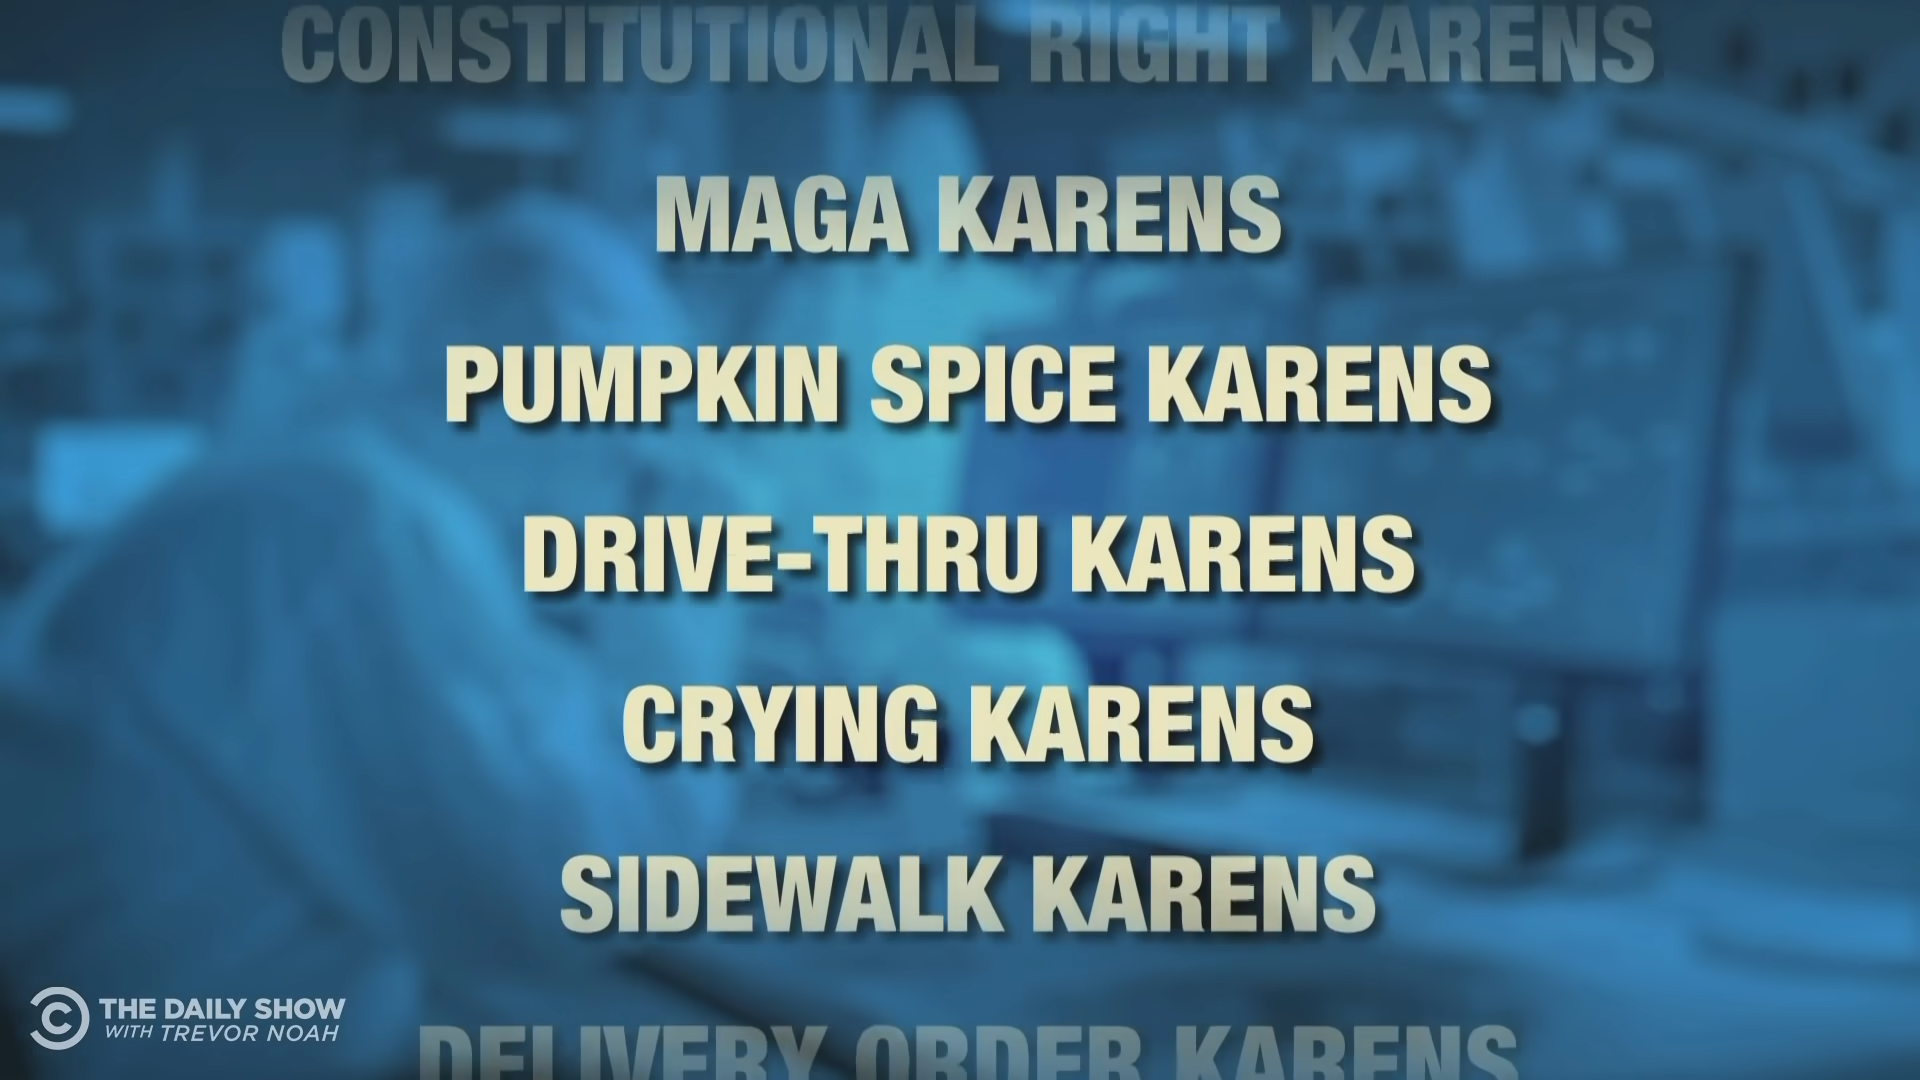 CONSTITUTIONAL RIGHT KARENS
MAGA KARENS
PUMPKIN SPICE KARENS
DRIVE-THRU KARENS
CRYING KARENS
SIDEWALK KARENS
DELIVERY ORDER KARENS
THE DAILY SHOW
WITH TREVOR NOAH